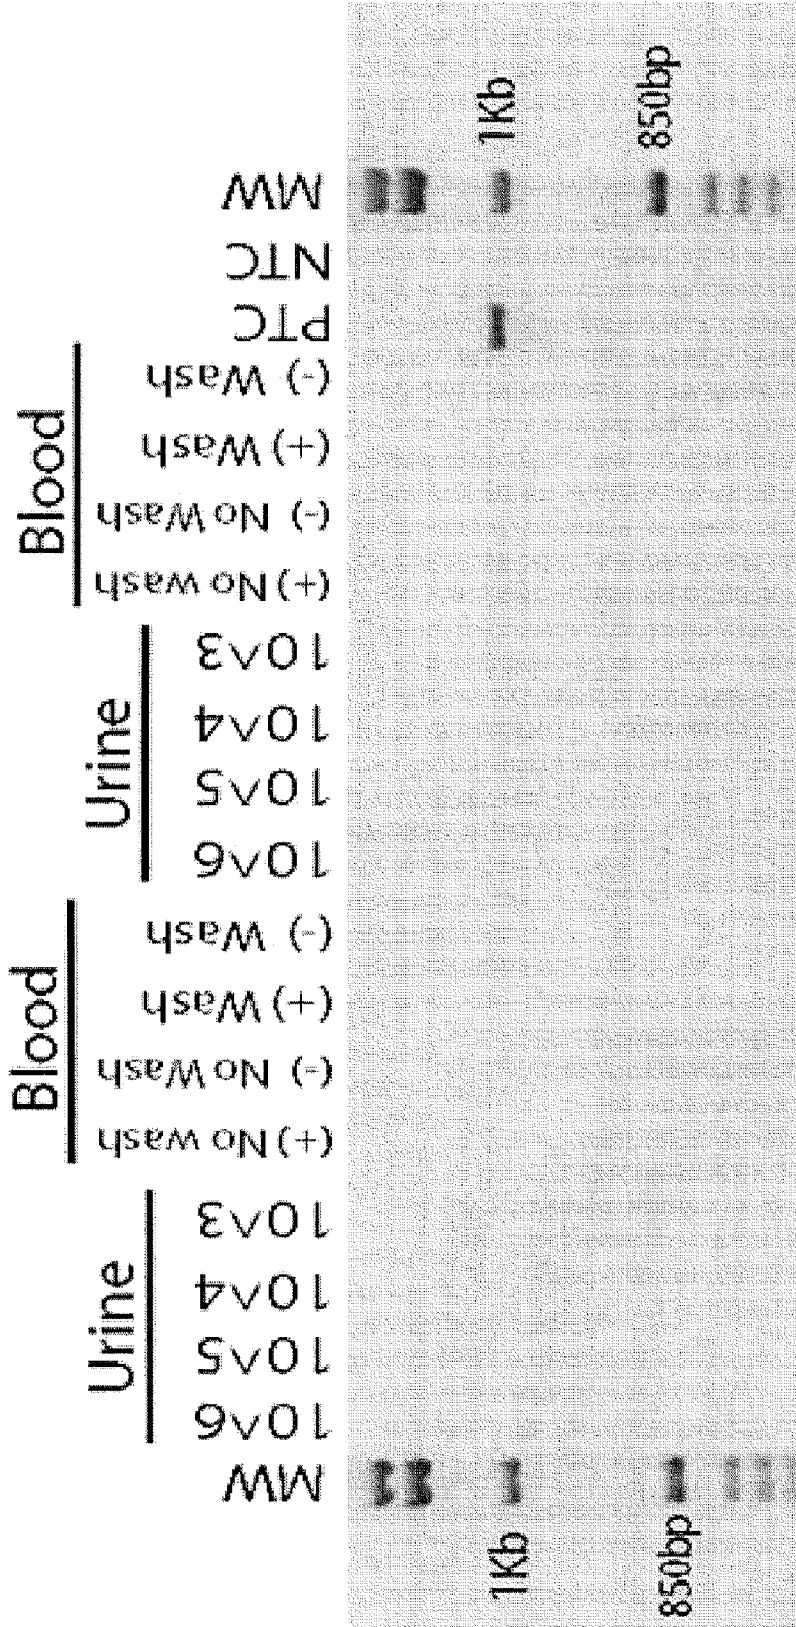 Urine
Blood
Urine
Blood
MW
10^6
10^5
10^4
10^3
(+) No wash
(-) No Wash
(+) Wash
(-) Wash
10^6
10^5
10^4
10^3
(+) No wash
(-) No Wash
(+) Wash
(-) Wash
PTC
NTC
MW
1Kb
1Kb
850bp
850bp